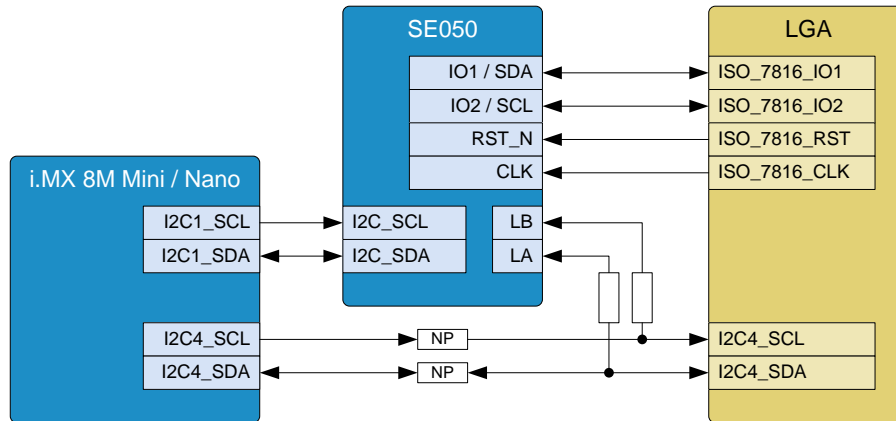 SE050
LGA
IO1 / SDA
ISO_7816_IO1
IO2 / SCL
ISO_7816_IO2
RST_N
ISO_7816_RST
CLK
ISO_7816_CLK
i.MX 8M Mini / Nano
I2C1_SCL
I2C_SCL
LB
I2C1_SDA
I2C_SDA
LA
I2C4_SCL
NP
I2C4_SCL
I2C4_SDA
NP
I2C4_SDA